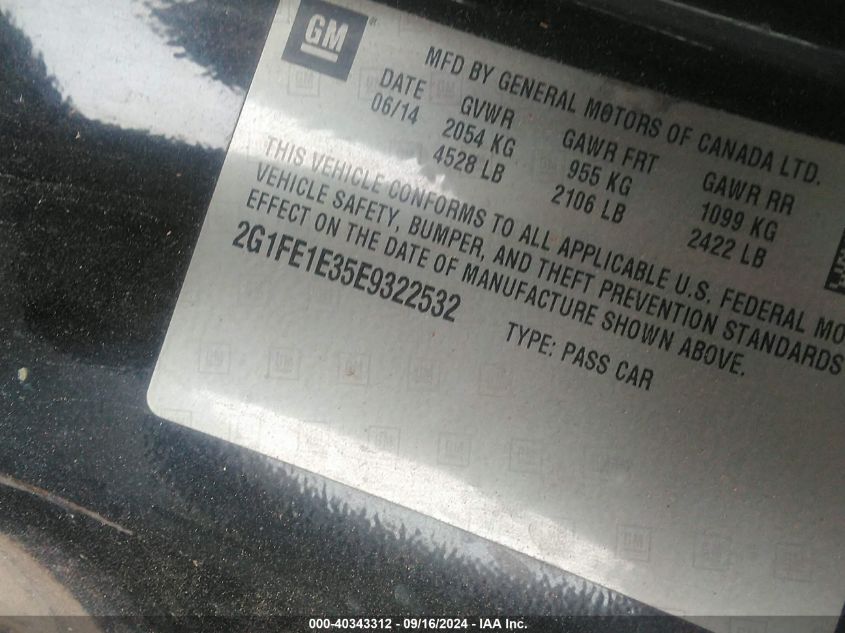 GM
MFD BY GENERAL MOTORS OF CANADA LTD.
DATE GVWR GAWR FRT GAWR RR
06/14 2054 KG 955 KG 1099 KG
4528 LB 2106 LB 2422 LB
THIS VEHICLE CONFORMS TO ALL APPLICABLE U.S. FEDERAL MO
VEHICLE SAFETY, BUMPER, AND THEFT PREVENTION STANDARDS
EFFECT ON THE DATE OF MANUFACTURE SHOWN ABOVE.
2G1FE1E35E9322532
TYPE: PASS CAR
000-40343312 - 09/16/2024 - IAA Inc.